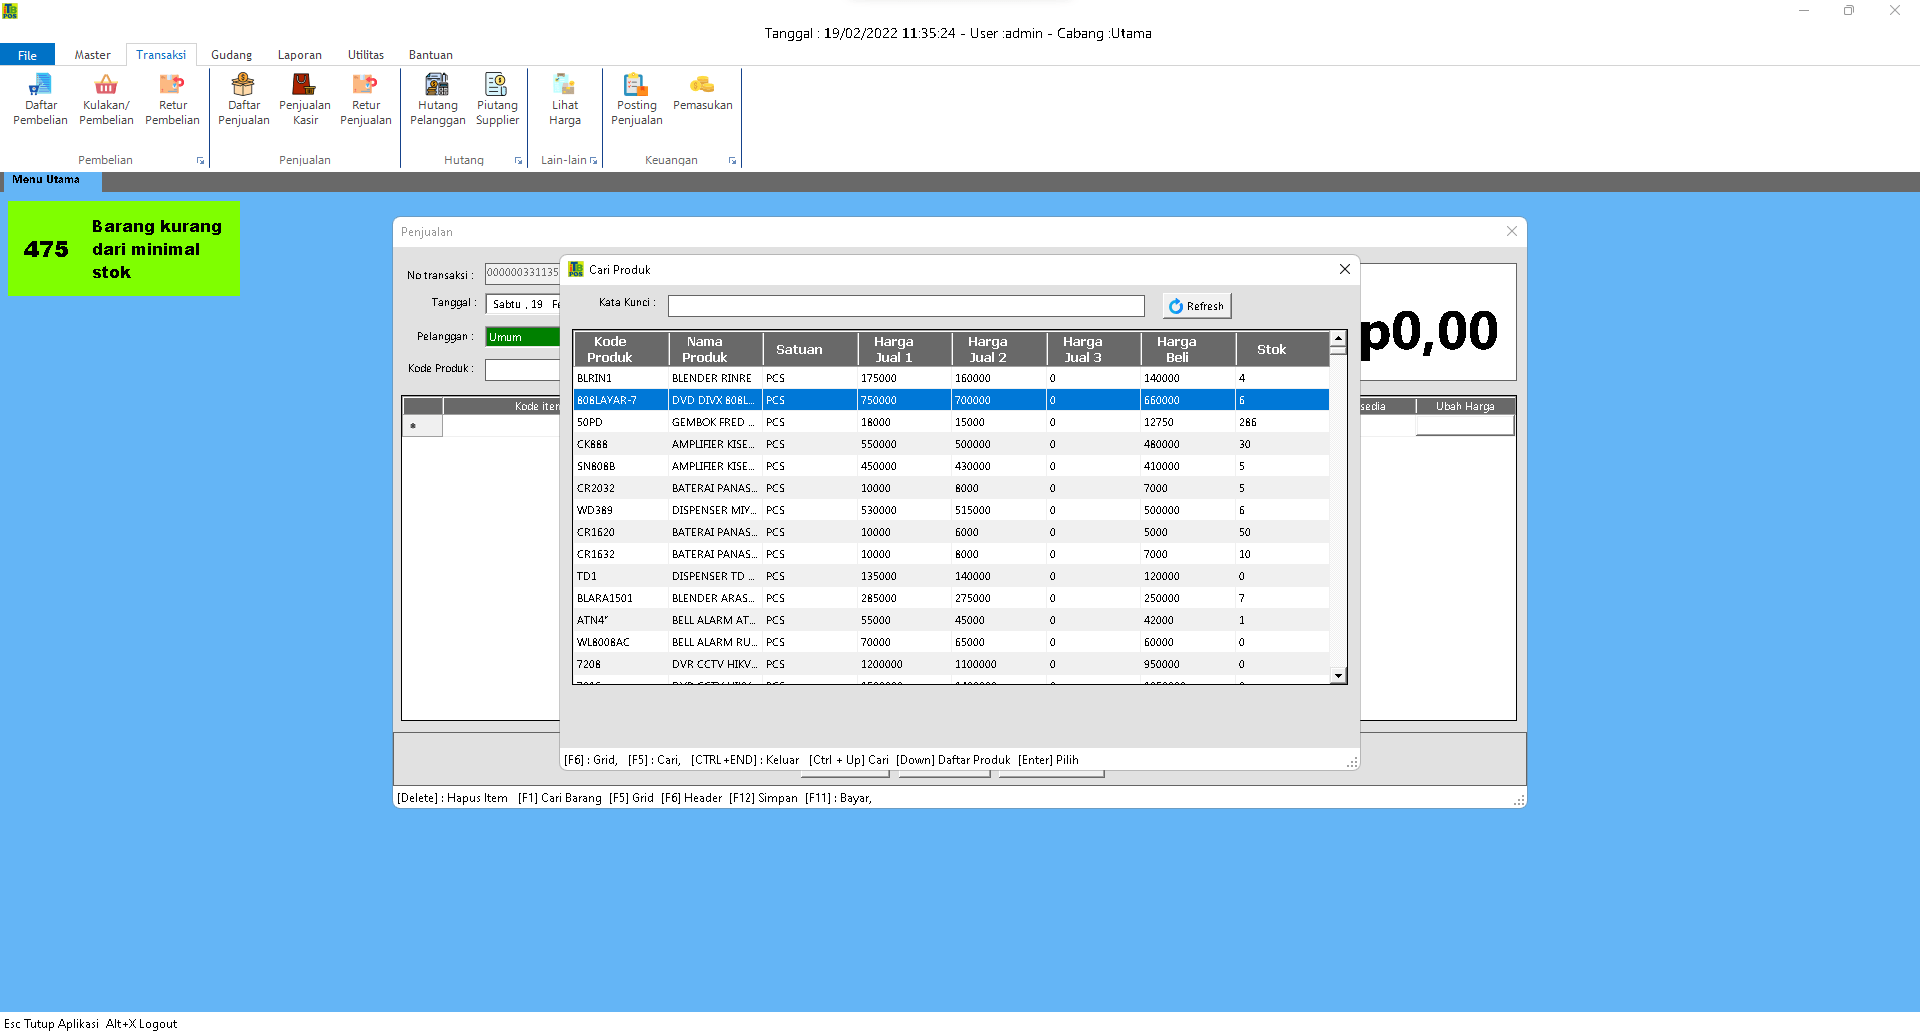 Tanggal : 19/02/2022 11:35:24 - User :admin - Cabang :Utama
File Master Transaksi Gudang Laporan Utilitas Bantuan
Daftar Pembelian
Kulakan/ Pembelian
Retur Pembelian
Daftar Penjualan
Penjualan Kasir
Retur Penjualan
Hutang Pelanggan
Piutang Supplier
Lihat Harga
Posting Penjualan
Pemasukan
Pembelian Penjualan Hutang Lain-lain Keuangan
Menu Utama
475
Barang kurang
dari minimal
stok
Penjualan
No transaksi : 000000331135
Tanggal : Sabtu , 19
Pelanggan : Umum
Kode Produk :
p0,00
Kode
Ubah Harga
Cari Produk
Kata Kunci : Refresh
Kode Produk Nama Produk Satuan Harga Jual 1 Harga Jual 2 Harga Jual 3 Harga Beli Stok
BLRIN1 BLENDER RINRE PCS 175000 160000 0 140000 4
808LAYAR-7 DVD DIVX 808L... PCS 750000 700000 0 660000 6
50PD GEMBOK FRED ... PCS 18000 15000 0 12750 286
CK888 AMPLIFIER KISE... PCS 550000 500000 0 480000 30
SN808B AMPLIFIER KISE... PCS 450000 430000 0 410000 5
CR2032 BATERAI PANAS... PCS 10000 8000 0 7000 5
WD389 DISPENSER MIY... PCS 530000 515000 0 500000 6
CR1620 BATERAI PANAS... PCS 10000 6000 0 5000 50
CR1632 BATERAI PANAS... PCS 10000 8000 0 7000 10
TD1 DISPENSER TD ... PCS 135000 140000 0 120000 0
BLARA1501 BLENDER ARAS... PCS 285000 275000 0 250000 7
ATN4" BELL ALARM AT... PCS 55000 45000 0 42000 1
WL8008AC BELL ALARM RU... PCS 70000 65000 0 60000 0
7208 DVR CCTV HIKV... PCS 1200000 1100000 0 950000 0
[F6] : Grid, [F5] : Cari, [CTRL+END] : Keluar [Ctrl + Up] Cari [Down] Daftar Produk [Enter] Pilih
[Delete] : Hapus Item [F1] Cari Barang [F5] Grid [F6] Header [F12] Simpan [F11] : Bayar,
Esc Tutup Aplikasi Alt+X Logout